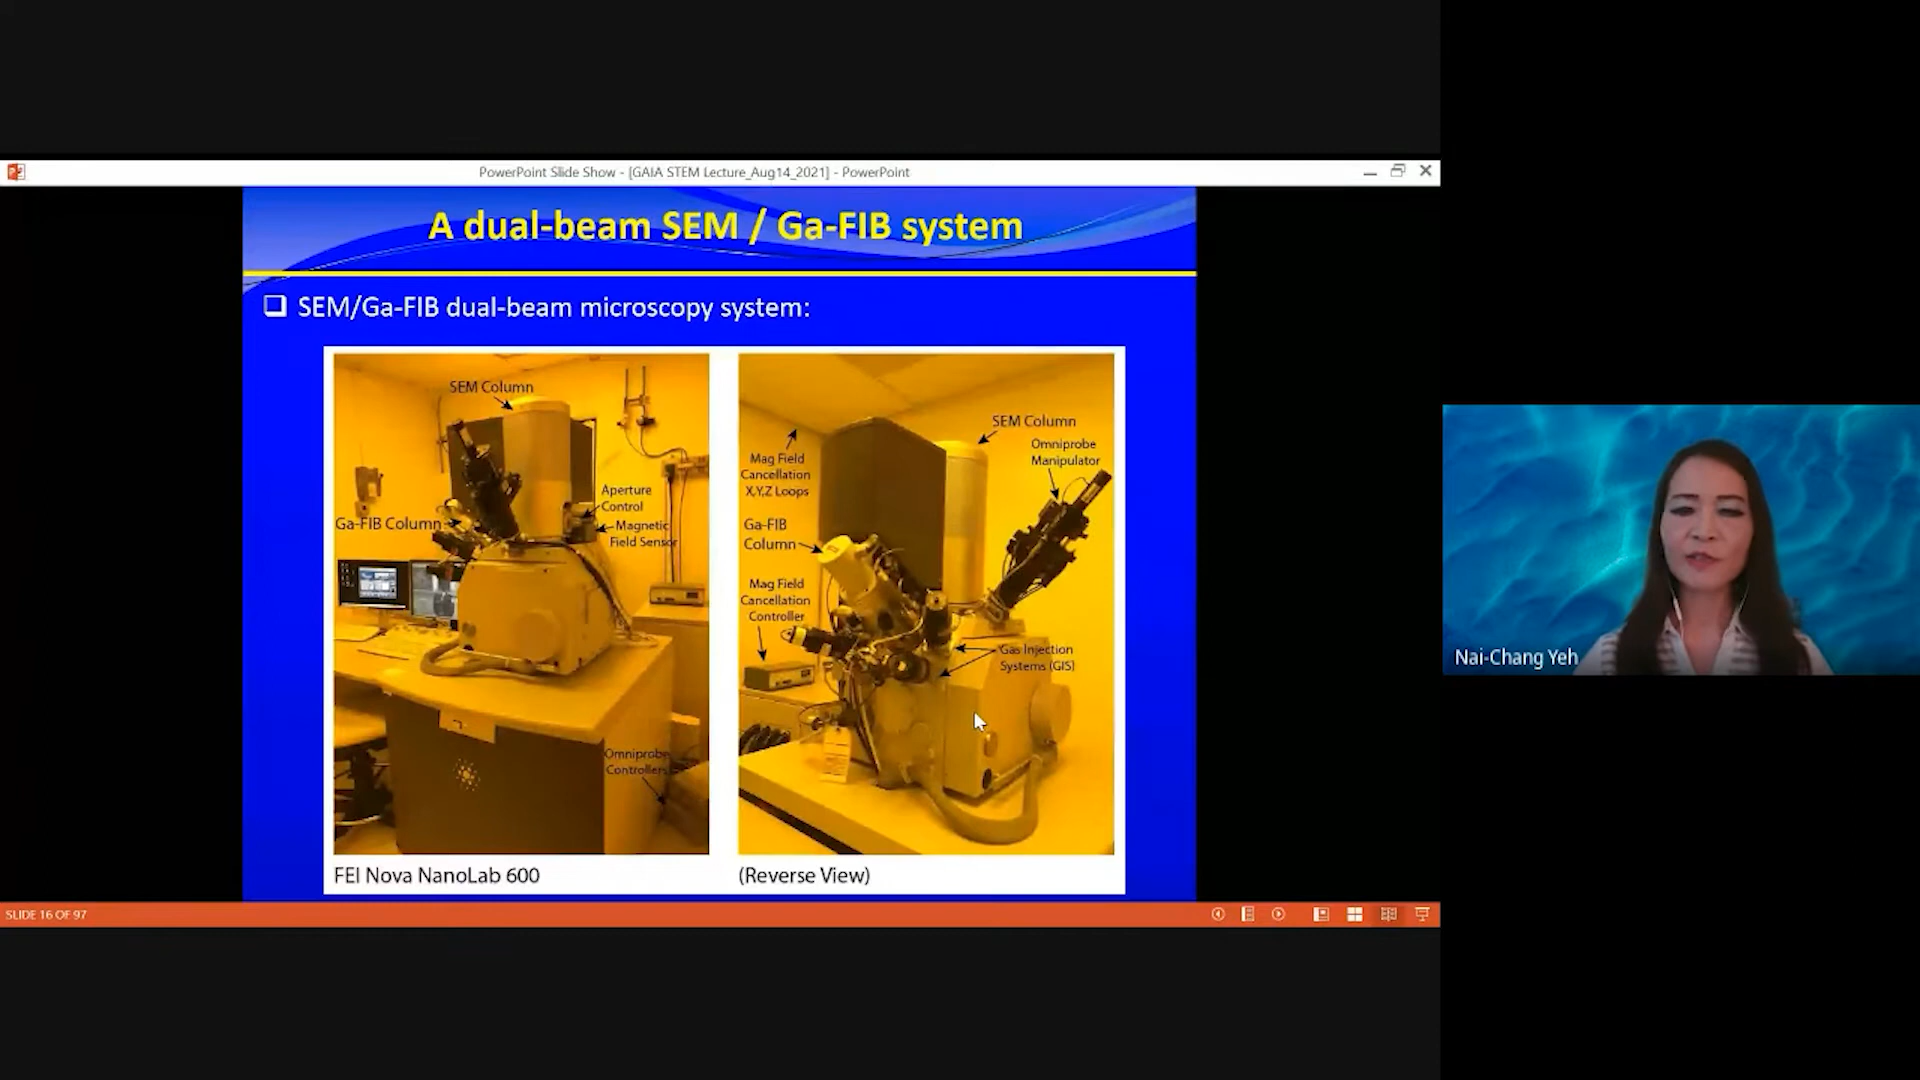 PowerPoint Slide Show - [GAIA STEM Lecture_Aug14_2021] - PowerPoint
A dual-beam SEM / Ga-FIB system
SEM/Ga-FIB dual-beam microscopy system:
SEM Column
Aperture
Control
Ga-FIB Column
Magnetic
Field Sensor
Omniprobe
Controllers
FEI Nova NanoLab 600
SEM Column
Omniprobe
Manipulator
Mag Field
Cancellation
X,Y,Z Loops
Ga-FIB
Column
Mag Field
Cancellation
Controller
Gas Injection
Systems (GIS)
(Reverse View)
Nai-Chang Yeh
SLIDE 16 OF 97